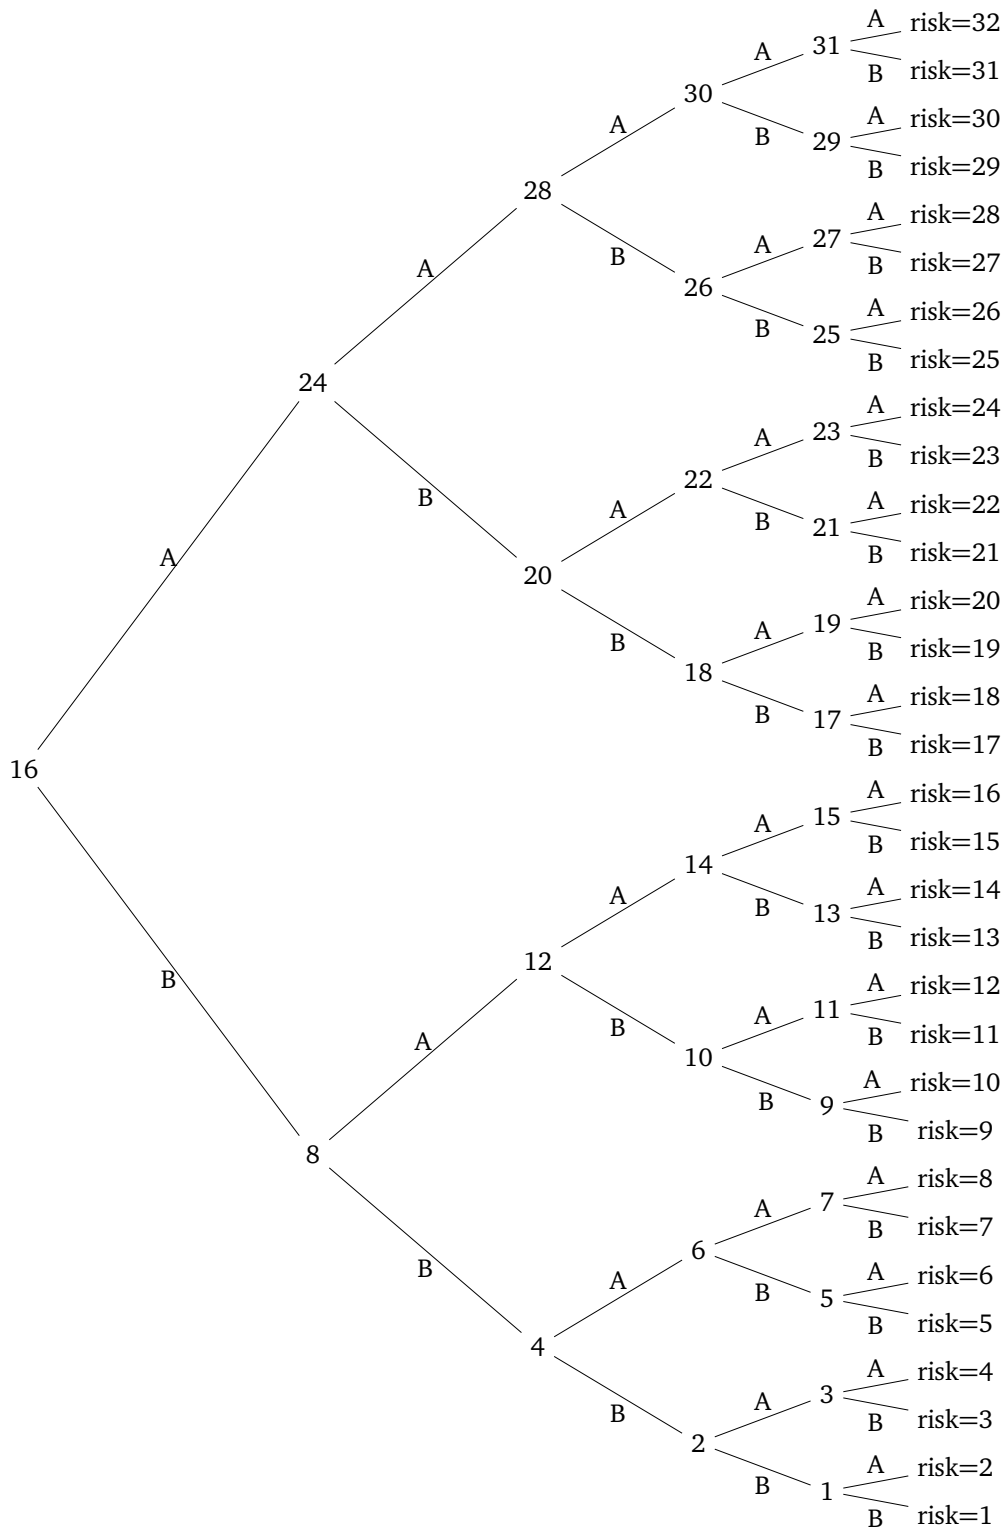 A risk=32
31
A B risk=31
30
A B A risk=30
29
B risk=29
28
A risk=28
27
A B A B risk=27
26
B A risk=26
25
B risk=25
24
A risk=24
23
B A B risk=23
22
A B A risk=22
21
B risk=21
20
A A risk=20
19
B A B risk=19
18
B A risk=18
17
B risk=17
16
A risk=16
15
A B risk=15
14
A B A risk=14
13
B B risk=13
12
A risk=12
11
A B A B risk=11
10
B A risk=10
9
B risk=9
8
A risk=8
7
A B risk=7
6
B A B A risk=6
5
B risk=5
4
A risk=4
3
B A B risk=3
2
B A risk=2
1
B risk=1